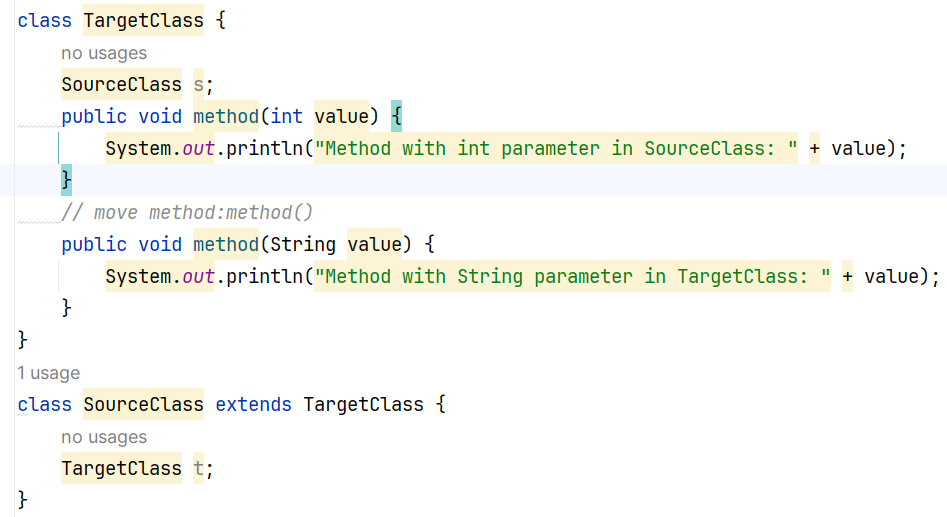 class TargetClass {
no usages
SourceClass s;
public void method(int value) {
System.out.println("Method with int parameter in SourceClass: " + value);
}
// move method:method()
public void method(String value) {
System.out.println("Method with String parameter in TargetClass: " + value);
}
}
1 usage
class SourceClass extends TargetClass {
no usages
TargetClass t;
}